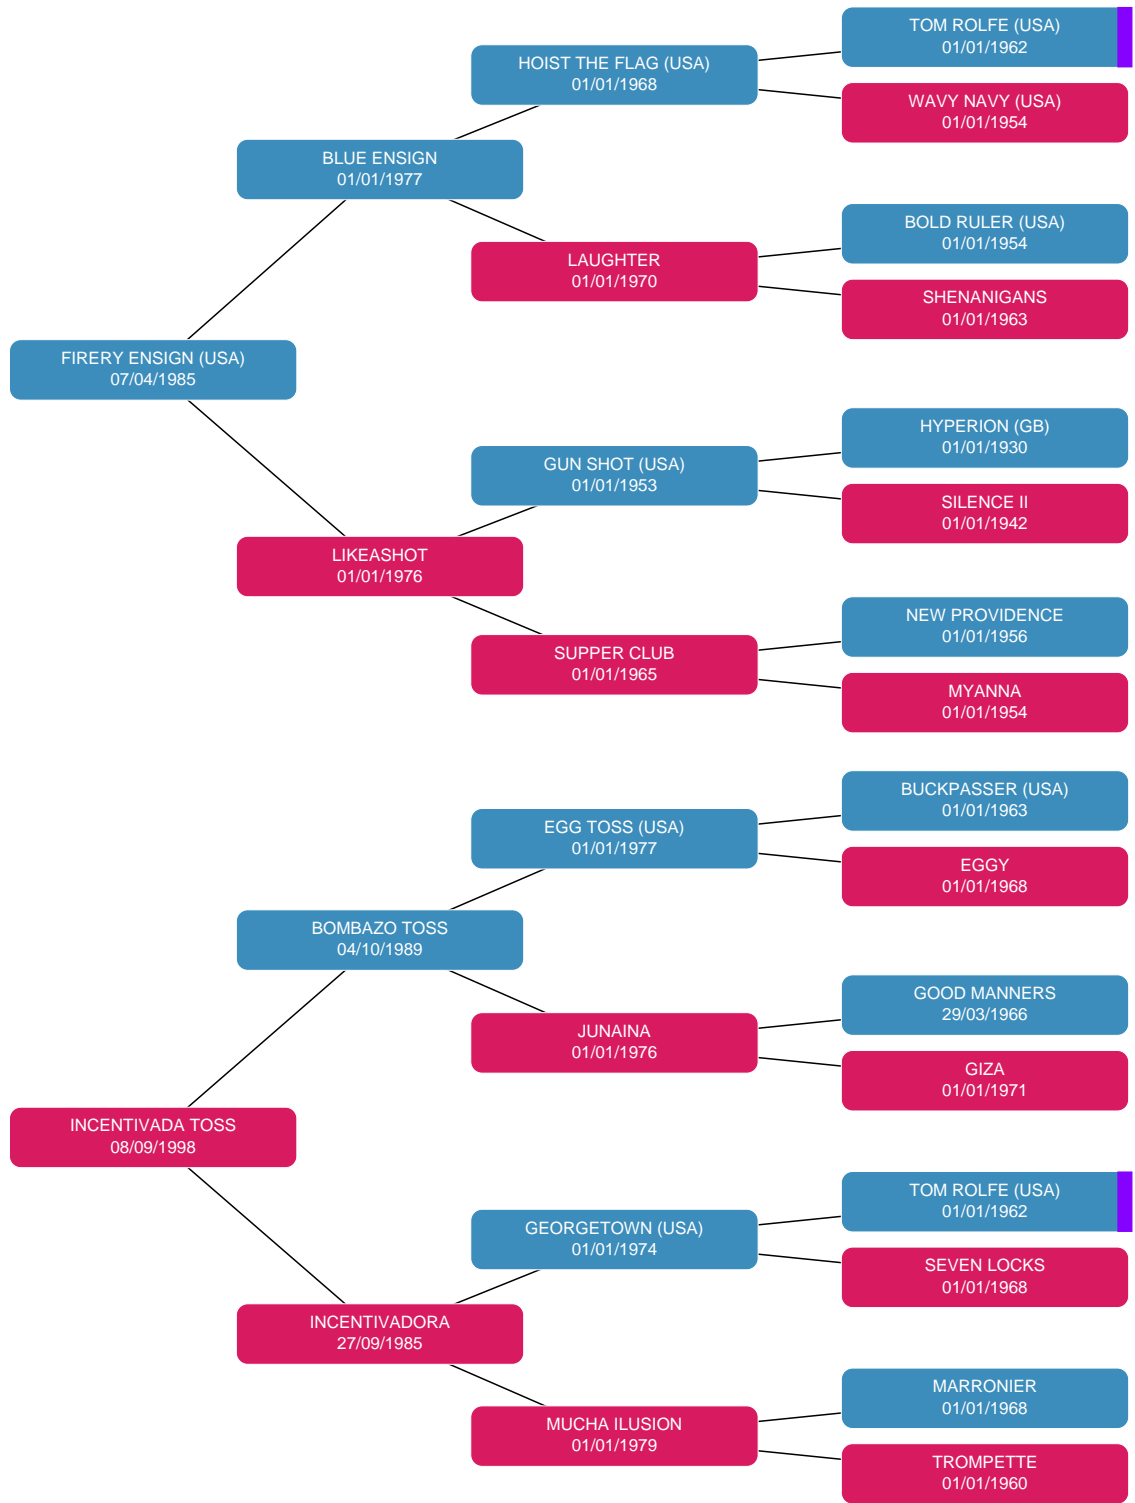 TOM ROLFE (USA)
01/01/1962
HOIST THE FLAG (USA)
01/01/1968
WAVY NAVY (USA)
01/01/1954
BLUE ENSIGN
01/01/1977
BOLD RULER (USA)
01/01/1954
LAUGHTER
01/01/1970
SHENANIGANS
01/01/1963
FIRERY ENSIGN (USA)
07/04/1985
HYPERION (GB)
01/01/1930
GUN SHOT (USA)
01/01/1953
SILENCE II
01/01/1942
LIKEASHOT
01/01/1976
NEW PROVIDENCE
01/01/1956
SUPPER CLUB
01/01/1965
MYANNA
01/01/1954
BUCKPASSER (USA)
01/01/1963
EGG TOSS (USA)
01/01/1977
EGGY
01/01/1968
BOMBAZO TOSS
04/10/1989
GOOD MANNERS
29/03/1966
JUNAINA
01/01/1976
GIZA
01/01/1971
INCENTIVADA TOSS
08/09/1998
TOM ROLFE (USA)
01/01/1962
GEORGETOWN (USA)
01/01/1974
SEVEN LOCKS
01/01/1968
INCENTIVADORA
27/09/1985
MARRONIER
01/01/1968
MUCHA ILUSION
01/01/1979
TROMPETTE
01/01/1960